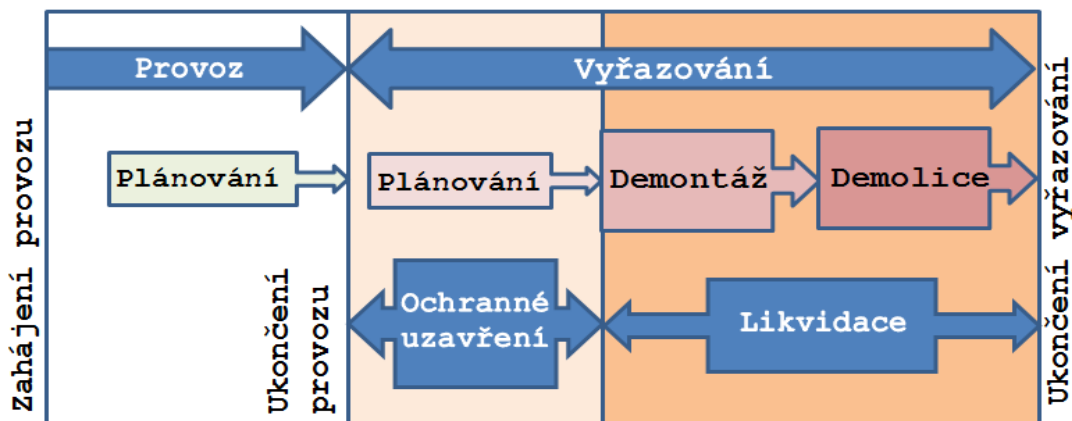 Provoz
Vyřazování
Plánování
Plánování
Demontáž
Demolice
Ochranné
uzavření
Likvidace
Zahájení provozu
Ukončení
provozu
Ukončení vyřazování